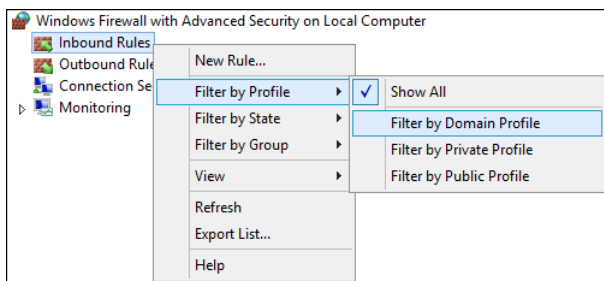 Windows Firewall with Advanced Security on Local Computer
Inbound Rules
Outbound Rule
Connection Se
Monitoring
New Rule...
Filter by Profile
Filter by State
Filter by Group
View
Refresh
Export List...
Help
Show All
Filter by Domain Profile
Filter by Private Profile
Filter by Public Profile